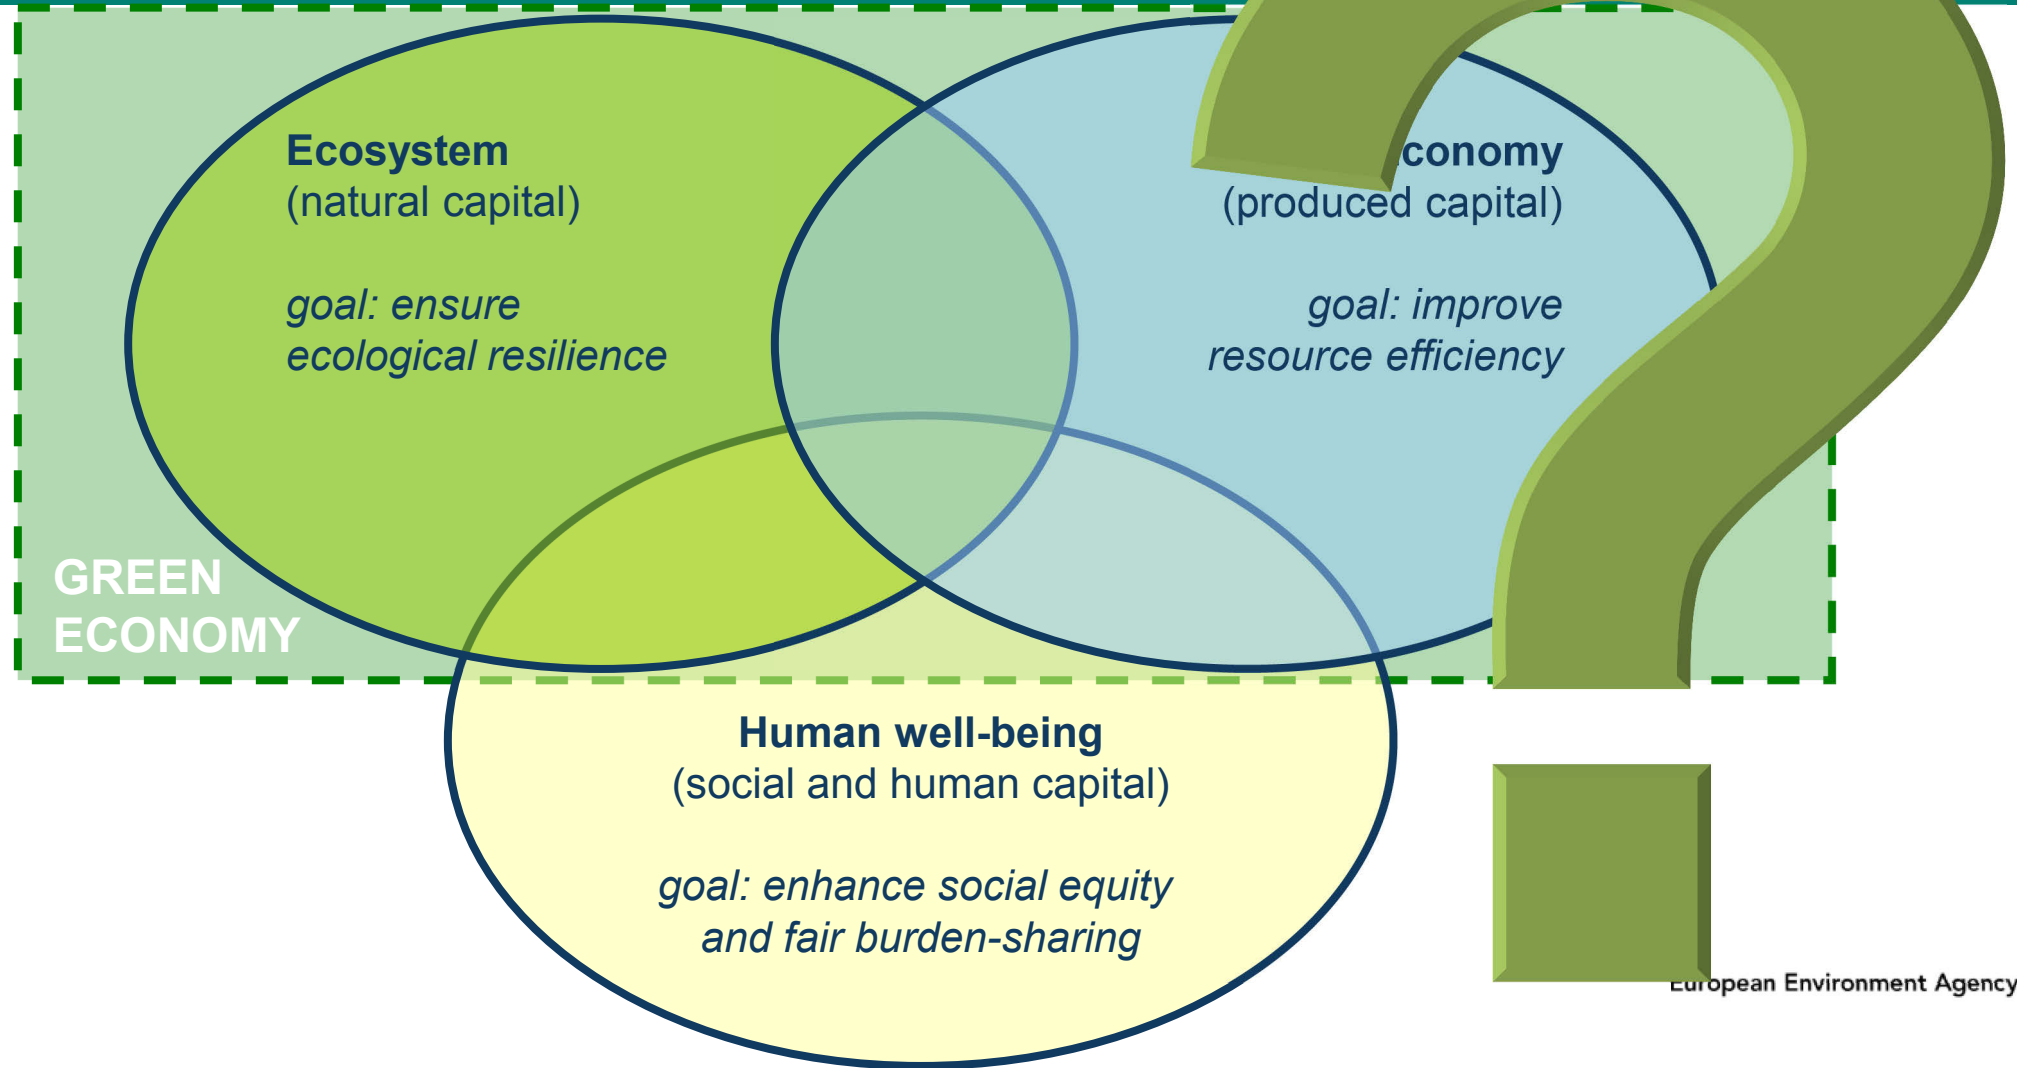 Ecosystem
(natural capital)
goal: ensure
ecological resilience
conomy
(produced capital)
goal: improve
resource efficiency
GREEN
ECONOMY
Human well-being
(social and human capital)
goal: enhance social equity
and fair burden-sharing
?
European Environment Agency